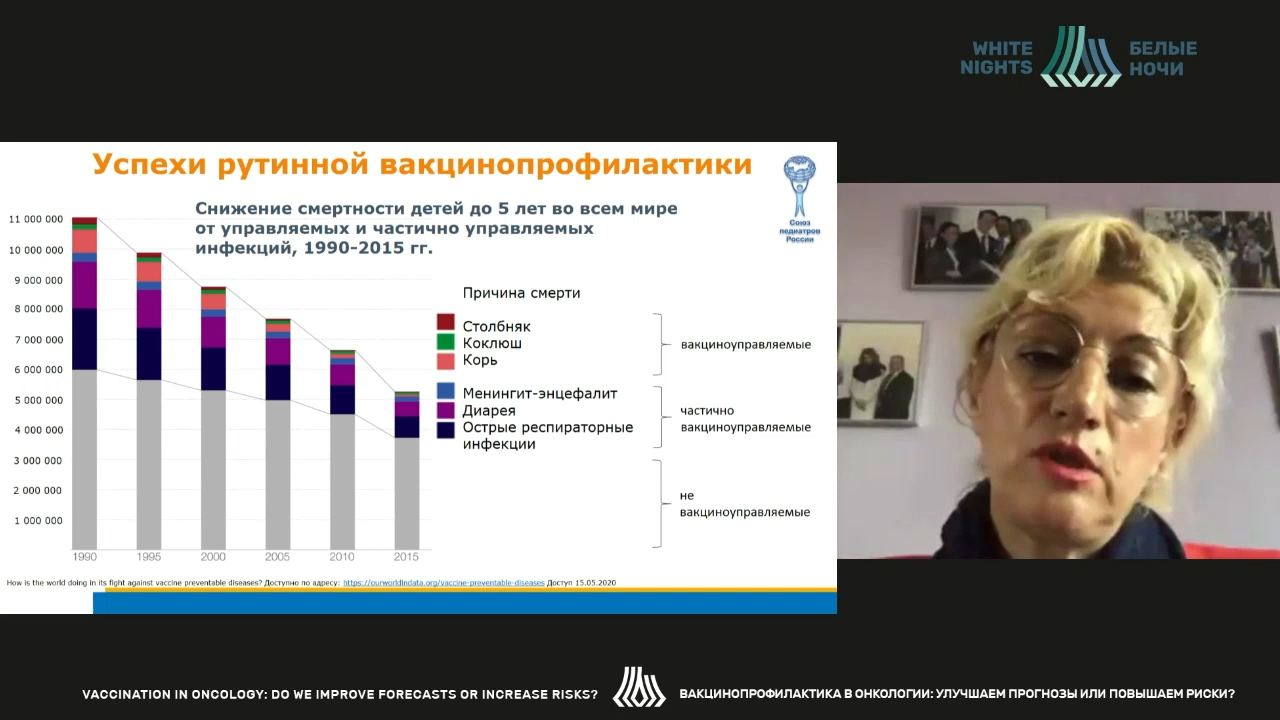 WHITE
NIGHTS
БЕЛЫЕ
НОЧИ
Успехи рутинной вакцинопрофилактики
Союз
педиатров
России
Снижение смертности детей до 5 лет во всем мире
от управляемых и частично управляемых
инфекций, 1990-2015 гг.
11 000 000
10 000 000
9 000 000
8 000 000
7 000 000
6 000 000
5 000 000
4 000 000
3 000 000
2 000 000
1 000 000
1990
1995
2000
2005
2010
2015
Причина смерти
Столбняк
Коклюш
Корь
вакциноуправляемые
Менингит-энцефалит
Диарея
Острые респираторные
инфекции
частично
вакциноуправляемые
не
вакциноуправляемые
How is the world doing in its fight against vaccine preventable diseases? Доступно по адресу: https://ourworldindata.org/vaccine-preventable-diseases Доступ 15.05.2020
VACCINATION IN ONCOLOGY: DO WE IMPROVE FORECASTS OR INCREASE RISKS?
ВАКЦИНОПРОФИЛАКТИКА В ОНКОЛОГИИ: УЛУЧШАЕМ ПРОГНОЗЫ ИЛИ ПОВЫШАЕМ РИСКИ?